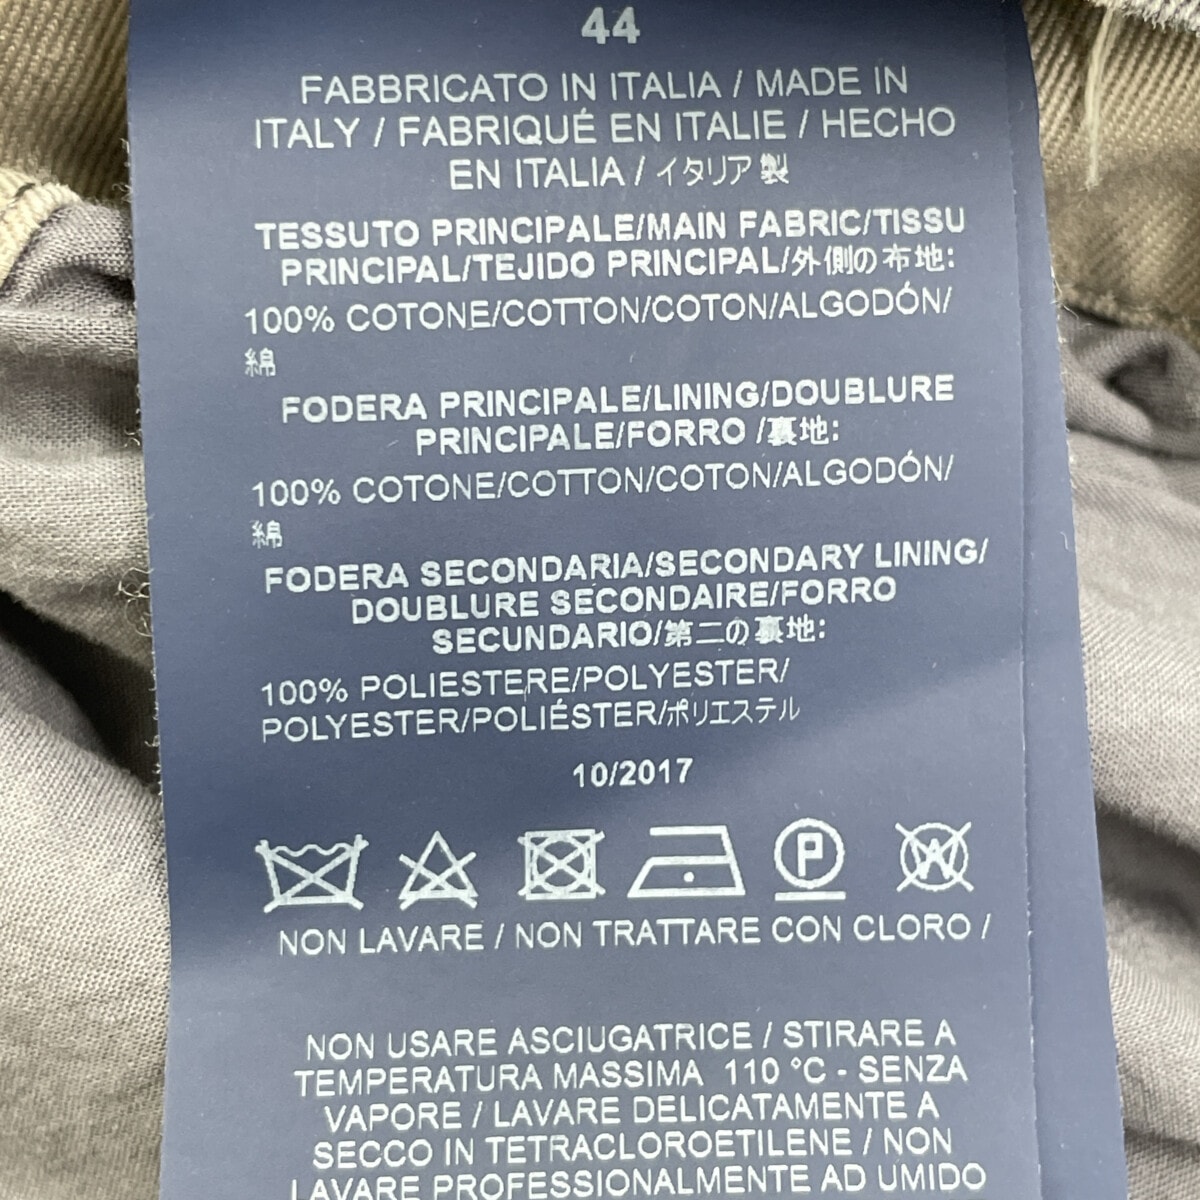 44
FABBRICATO IN ITALIA / MADE IN
ITALY / FABRIQUÉ EN ITALIE / HECHO
EN ITALIA / イタリア製
TESSUTO PRINCIPALE/MAIN FABRIC/TISSU
PRINCIPAL/TEJIDO PRINCIPAL/外側の布地:
100% COTONE/COTTON/COTON/ALGODÓN/
綿
FODERA PRINCIPALE/LINING/DOUBLURE
PRINCIPALE/FORRO /裏地:
100% COTONE/COTTON/COTON/ALGODÓN/
綿
FODERA SECONDARIA/SECONDARY LINING/
DOUBLURE SECONDAIRE/FORRO
SECUNDARIO/第二の裏地:
100% POLIESTERE/POLYESTER/
POLYESTER/POLIÉSTER/ポリエステル
10/2017
P W
NON LAVARE / NON TRATTARE CON CLORO /
NON USARE ASCIUGATRICE / STIRARE A
TEMPERATURA MASSIMA 110 °C - SENZA
VAPORE / LAVARE DELICATAMENTE A
SECCO IN TETRACLOROETILENE / NON
LAVARE PROFESSIONALMENTE AD UMIDO